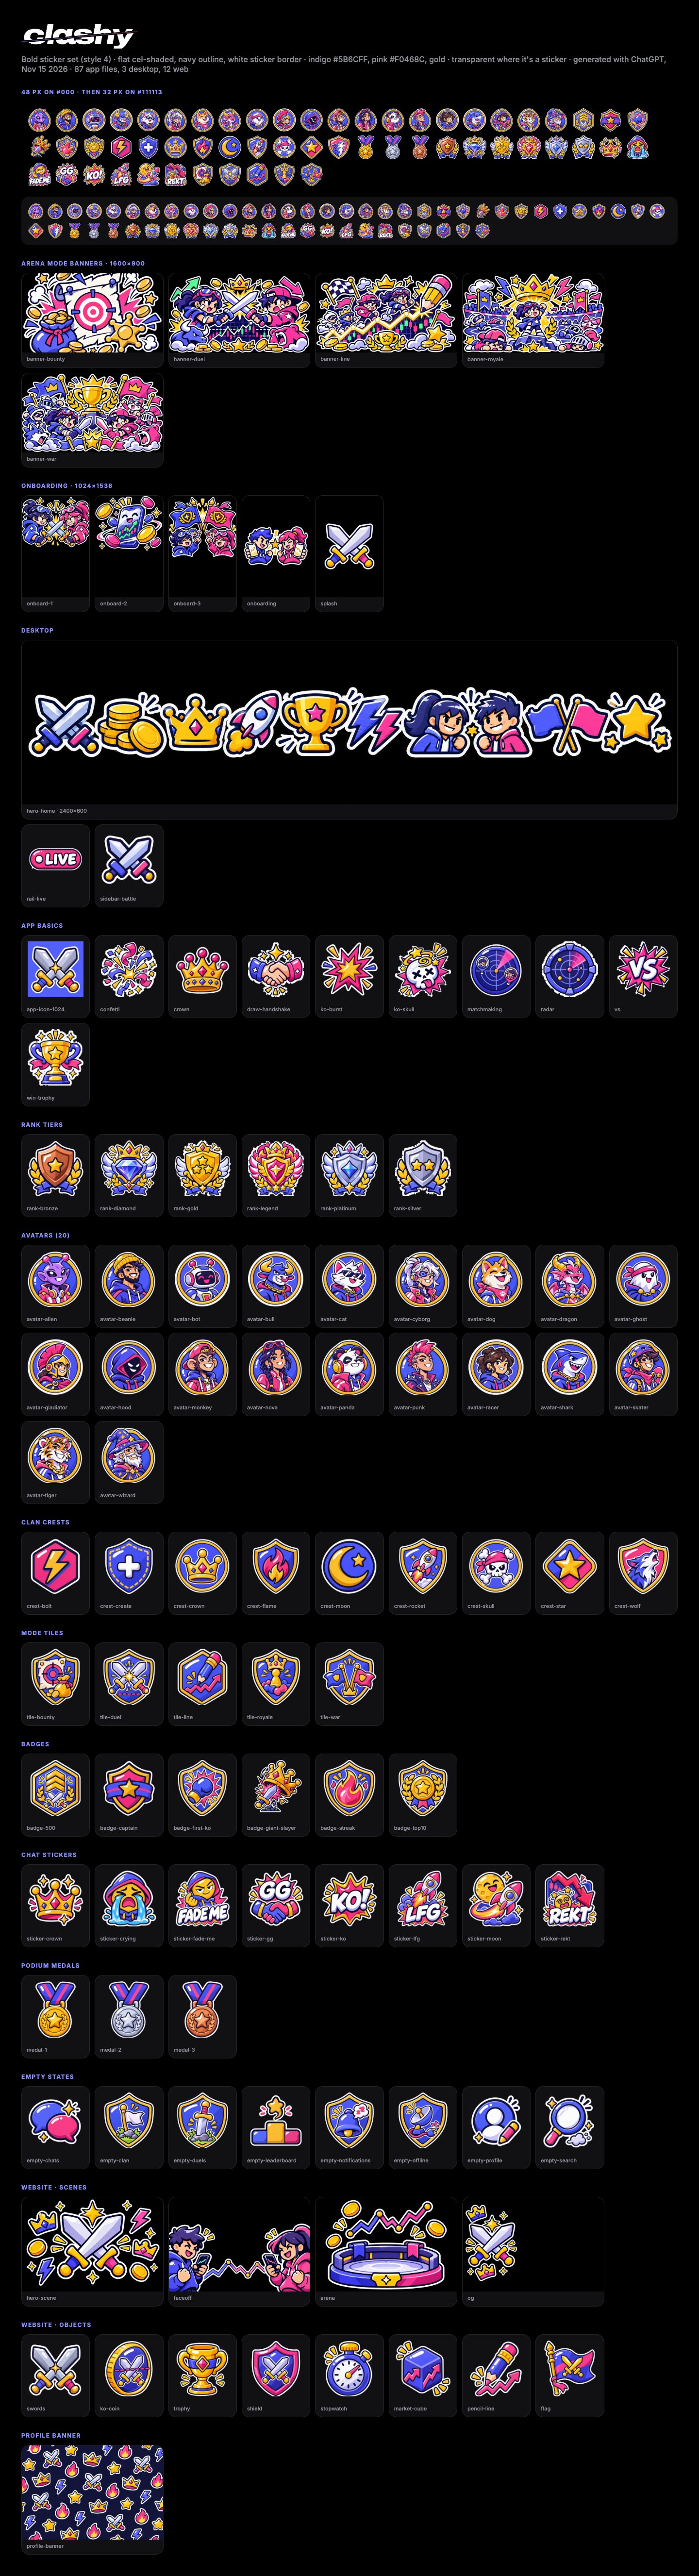 clashy
Bold sticker set (style 4) · flat cel-shaded, navy outline, white sticker border · indigo #5B6CFF, pink #F0468C, gold · transparent where it's a sticker · generated with ChatGPT,
Nov 15 2026 · 87 app files, 3 desktop, 12 web
48 PX ON #000 · THEN 32 PX ON #111113
FADE ME GG KO! LFG REKT
ARENA MODE BANNERS · 1600×900
banner-bounty banner-duel banner-line banner-royale
banner-war
ONBOARDING · 1024×1536
onboard-1 onboard-2 onboard-3 onboarding splash
DESKTOP
hero-home · 2400×800
LIVE
rail-live sidebar-battle
APP BASICS
VS
app-icon-1024 confetti crown draw-handshake ko-burst ko-skull matchmaking radar vs
win-trophy
RANK TIERS
rank-bronze rank-diamond rank-gold rank-legend rank-platinum rank-silver
AVATARS (20)
avatar-alien avatar-beanie avatar-bot avatar-bull avatar-cat avatar-cyborg avatar-dog avatar-dragon avatar-ghost
avatar-gladiator avatar-hood avatar-monkey avatar-nova avatar-panda avatar-punk avatar-racer avatar-shark avatar-skater
avatar-tiger avatar-wizard
CLAN CRESTS
crest-bolt crest-create crest-crown crest-flame crest-moon crest-rocket crest-skull crest-star crest-wolf
MODE TILES
tile-bounty tile-duel tile-line tile-royale tile-war
BADGES
badge-500 badge-captain badge-first-ko badge-giant-slayer badge-streak badge-top10
CHAT STICKERS
FADE ME GG KO! LFG REKT
sticker-crown sticker-crying sticker-fade-me sticker-gg sticker-ko sticker-lfg sticker-moon sticker-rekt
PODIUM MEDALS
medal-1 medal-2 medal-3
EMPTY STATES
empty-chats empty-clan empty-duels empty-leaderboard empty-notifications empty-offline empty-profile empty-search
WEBSITE · SCENES
hero-scene faceoff arena og
WEBSITE · OBJECTS
swords ko-coin trophy shield stopwatch market-cube pencil-line flag
PROFILE BANNER
profile-banner